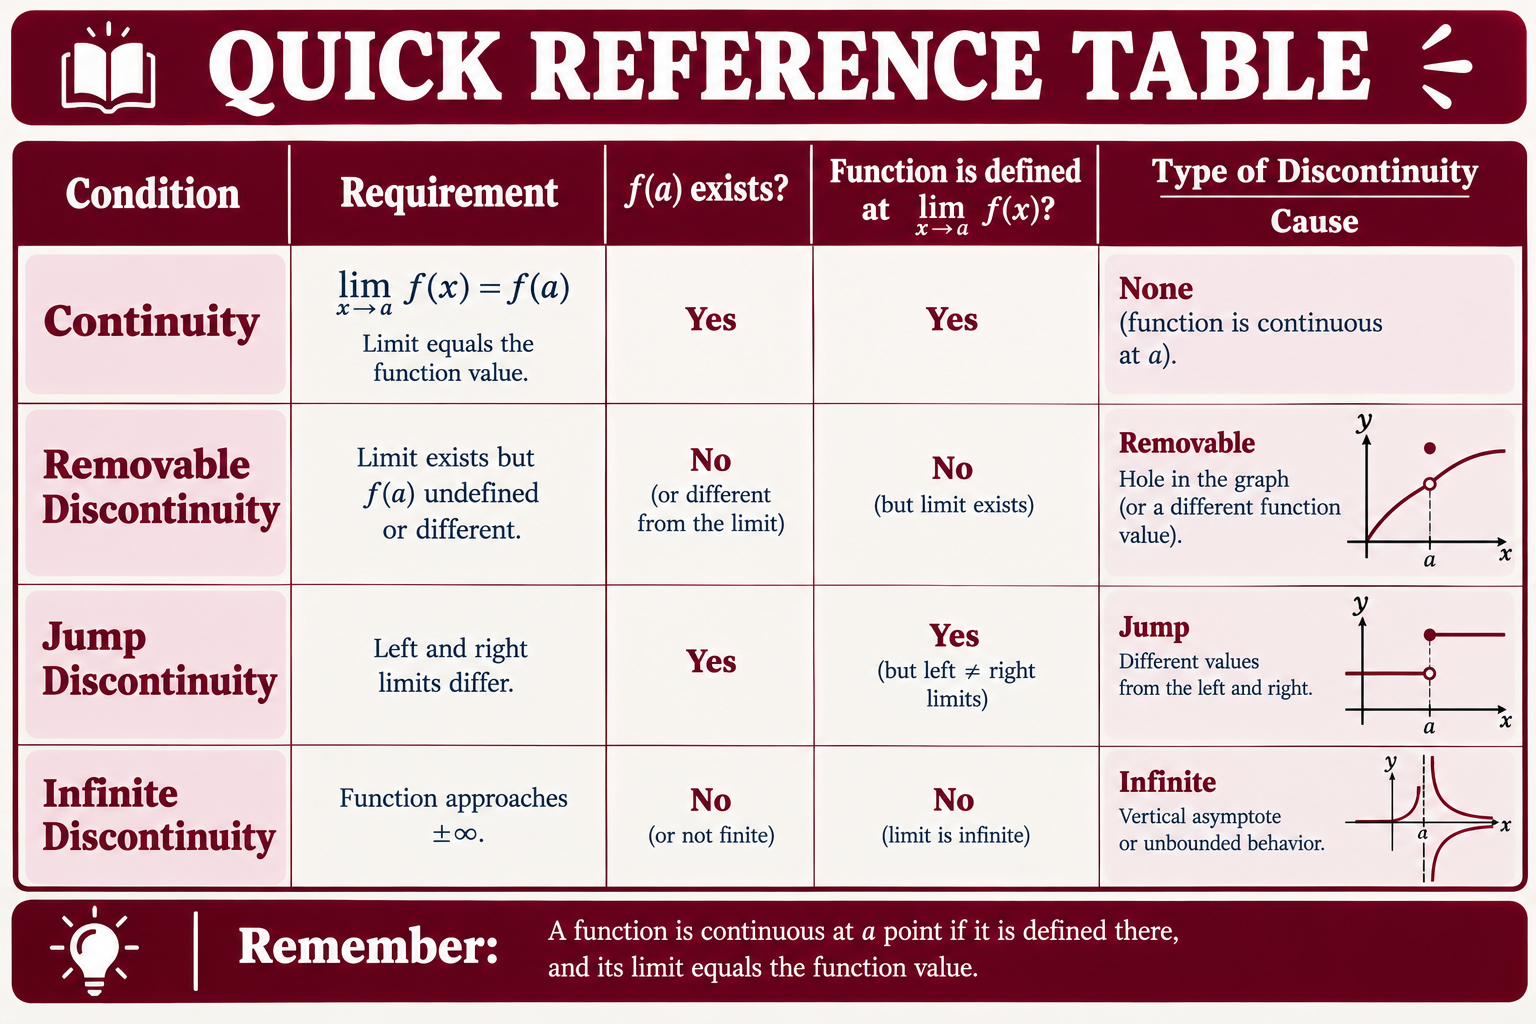 QUICK REFERENCE TABLE
Condition
Requirement
f(a) exists?
Function is defined
at lim f(x)?
x→a
Type of Discontinuity
Cause
Continuity
lim f(x) = f(a)
x→a
Limit equals the
function value.
Yes
Yes
None
(function is continuous
at a).
Removable
Discontinuity
Limit exists but
f(a) undefined
or different.
No
(or different
from the limit)
No
(but limit exists)
Removable
Hole in the graph
(or a different function
value).
y
x
a
Jump
Discontinuity
Left and right
limits differ.
Yes
Yes
(but left ≠ right
limits)
Jump
Different values
from the left and right.
y
x
a
Infinite
Discontinuity
Function approaches
±∞.
No
(or not finite)
No
(limit is infinite)
Infinite
Vertical asymptote
or unbounded behavior.
y
x
a
Remember:
A function is continuous at a point if it is defined there,
and its limit equals the function value.